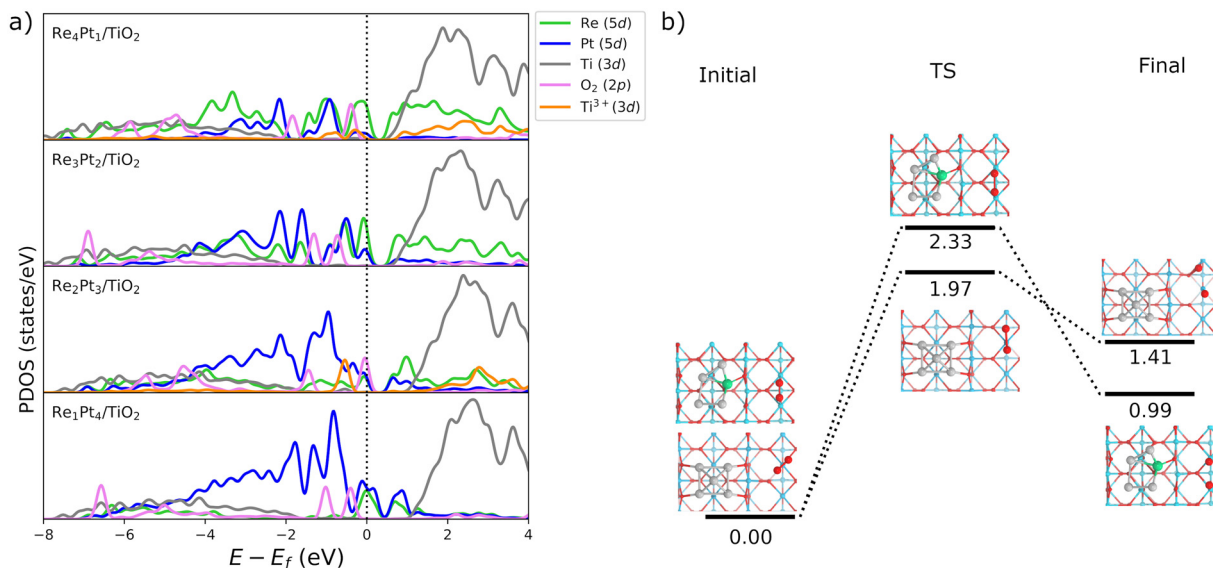 a)
Re₄Pt₁/TiO₂
Re₃Pt₂/TiO₂
Re₂Pt₃/TiO₂
Re₁Pt₄/TiO₂
PDOS (states/eV)
−8 −6 −4 −2 0 2 4
E − E_f (eV)
Re (5d)
Pt (5d)
Ti (3d)
O₂ (2p)
Ti³⁺ (3d)
b)
Initial
TS
Final
2.33
1.97
1.41
0.99
0.00